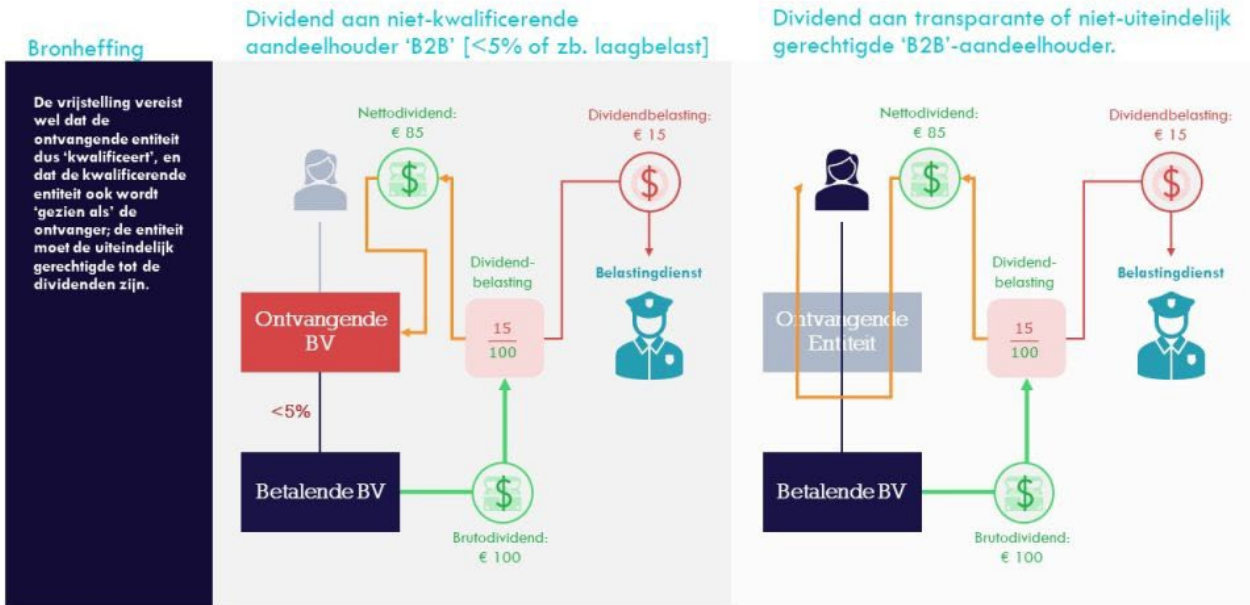 Bronheffing
De vrijstelling vereist
wel dat de
ontvangende entiteit
dus ‘kwalificeert’, en
dat de kwalificerende
entiteit ook wordt
‘gezien als’ de
ontvanger; de entiteit
moet de uiteindelijk
gerechtigde tot de
dividenden zijn.
Dividend aan niet-kwalificerende
aandeelhouder ‘B2B’ [<5% of zb. laagbelast]
Nettodividend:
€ 85
Dividendbelasting:
€ 15
$
$
Dividend-
belasting
Belastingdienst
Ontvangende
BV
15
100
<5%
Betalende BV
$
Brutodividend:
€ 100
Dividend aan transparante of niet-uiteindelijk
gerechtigde ‘B2B’-aandeelhouder.
Nettodividend:
€ 85
Dividendbelasting:
€ 15
$
$
Dividend-
belasting
Belastingdienst
Ontvangende
Entiteit
15
100
Betalende BV
$
Brutodividend:
€ 100